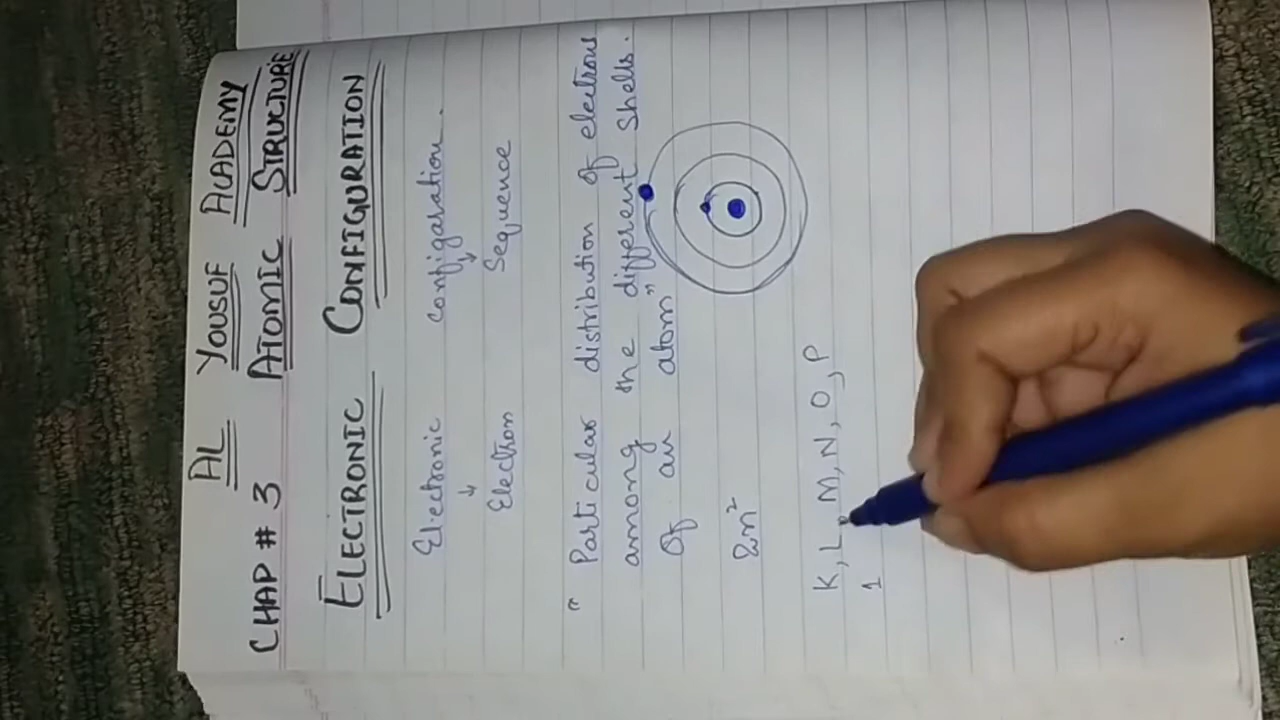 AL YOUSUF ACADEMY
CHAP # 3 ATOMIC STRUCTURE
ELECTRONIC CONFIGURATION
Electronic configaration.
↓ ↓
Electron Sequence
" Particular distribution of electrons
among the different shells.
Of an atom"
2n²
K, L, M, N, O, P
1